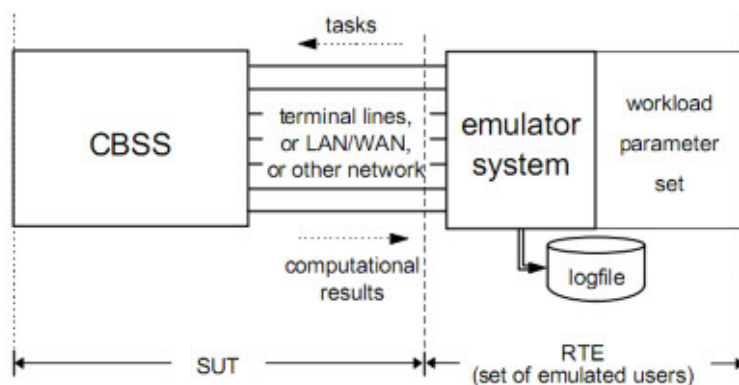 tasks
CBSS
terminal lines,
or LAN/WAN,
or other network
emulator
system
workload
parameter
set
computational
results
logfile
SUT
RTE
(set of emulated users)